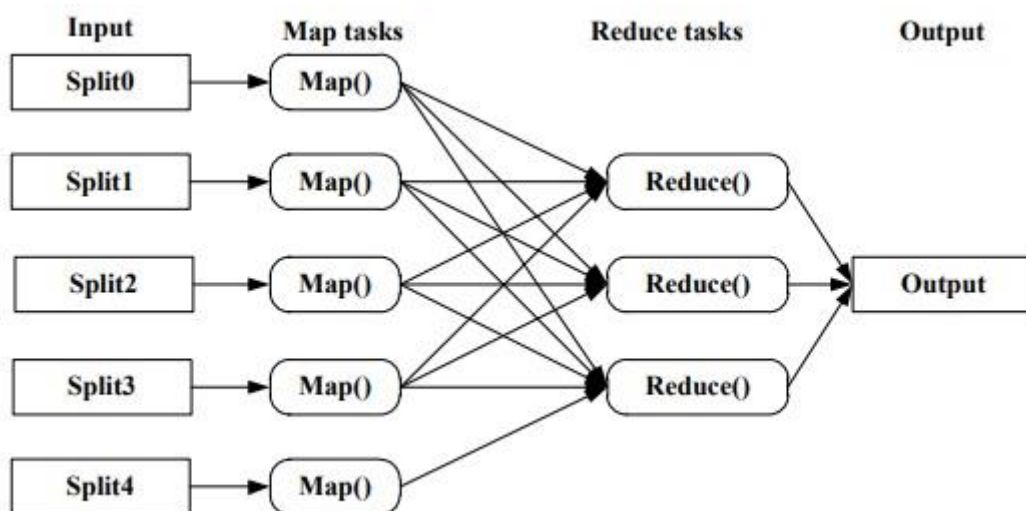 Input Map tasks Reduce tasks Output
Split0 Map()
Split1 Map() Reduce()
Split2 Map() Reduce() Output
Split3 Map() Reduce()
Split4 Map()